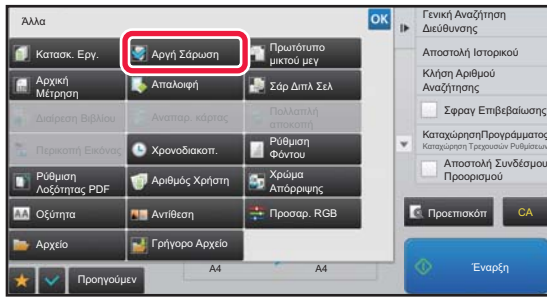 Άλλα
OK
Κατασκ. Εργ.
Αργή Σάρωση
Πρωτότυπο
μικτού μεγ
Αρχική
Μέτρηση
Απαλοιφή
Σάρ Διπλ Σελ
Διαίρεση Βιβλίου
Αναπαρ. κάρτας
Πολλαπλή
αποκοπή
Περικοπή Εικόνας
Χρονοδιακοπ.
Ρύθμιση
Φόντου
Ρύθμιση
Λοξότητας PDF
Αριθμός Χρήστη
Χρώμα
Απόρριψης
Οξύτητα
Αντίθεση
Προσαρ. RGB
Αρχείο
Γρήγορο Αρχείο
Προηγούμεν
A4
A4
Γενική Αναζήτηση
Διεύθυνσης
Αποστολή Ιστορικού
Κλήση Αριθμού
Αναζήτησης
Σφραγ Επιβεβαίωσης
ΚαταχώρησηΠρογράμματος
Καταχώρηση Τρεχουσών Ρυθμίσεων
Αποστολή Συνδέσμου
Προορισμού
Προεπισκόπ
CA
Έναρξη